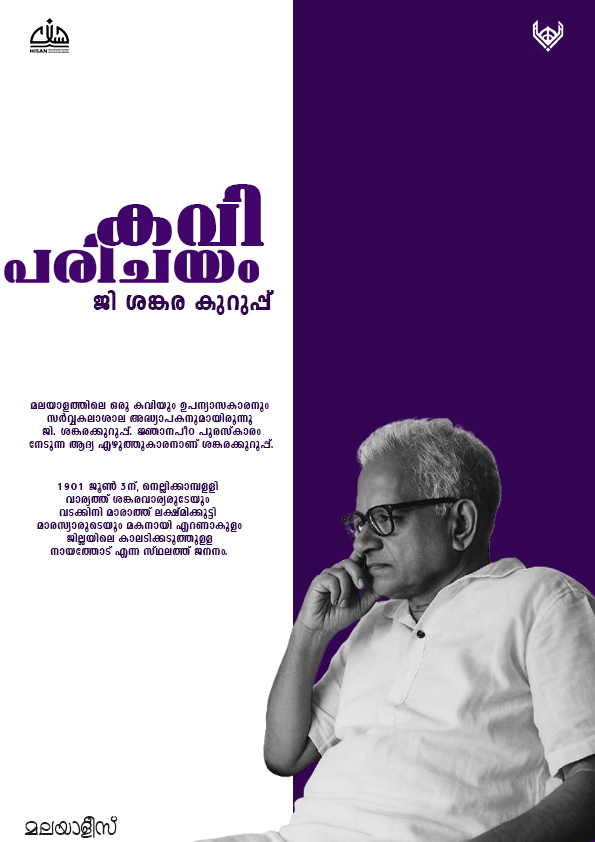 HISAN
കവി
പരിചയം
ജി ശങ്കര കുറുപ്പ്
മലയാളത്തിലെ ഒരു കവിയും ഉപന്യാസകാരനും
സർവ്വകലാശാല അദ്ധ്യാപകനുമായിരുന്നു
ജി. ശങ്കരക്കുറുപ്പ്. ജ്ഞാനപീഠ പുരസ്കാരം
നേടുന്ന ആദ്യ എഴുത്തുകാരനാണ് ശങ്കരക്കുറുപ്പ്.
1901 ജൂൺ 3ന്, നെല്ലിക്കാമ്പളളി
വാര്യത്ത് ശങ്കരവാര്യരുടേയും
വടക്കിനി മാരാത്ത് ലക്ഷ്മിക്കുട്ടി
മാരസ്യാരുടെയും മകനായി എറണാകുളം
ജില്ലയിലെ കാലടിക്കടുത്തുളള
നായത്തോട് എന്ന സ്ഥലത്ത് ജനനം.
മലയാളീസ്